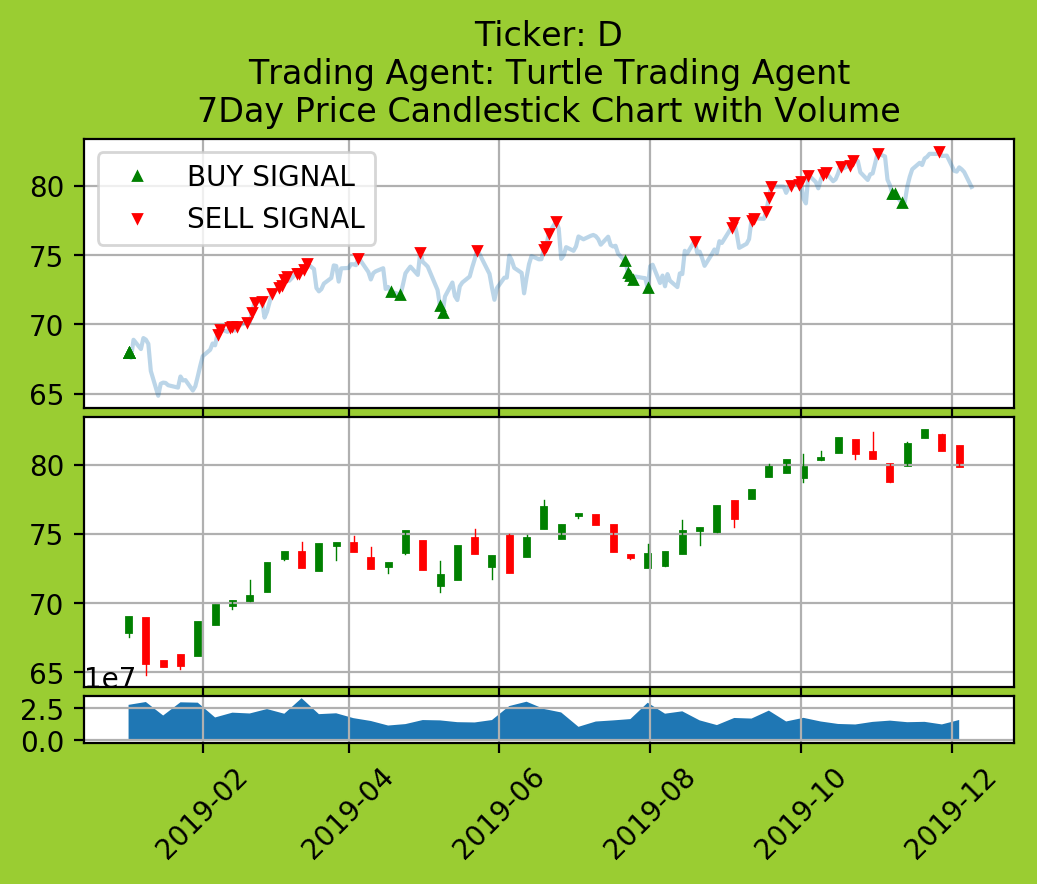 Ticker: D
Trading Agent: Turtle Trading Agent
7Day Price Candlestick Chart with Volume
BUY SIGNAL
SELL SIGNAL
80
75
70
65
80
75
70
65
1e7
2.5
0.0
2019-02
2019-04
2019-06
2019-08
2019-10
2019-12